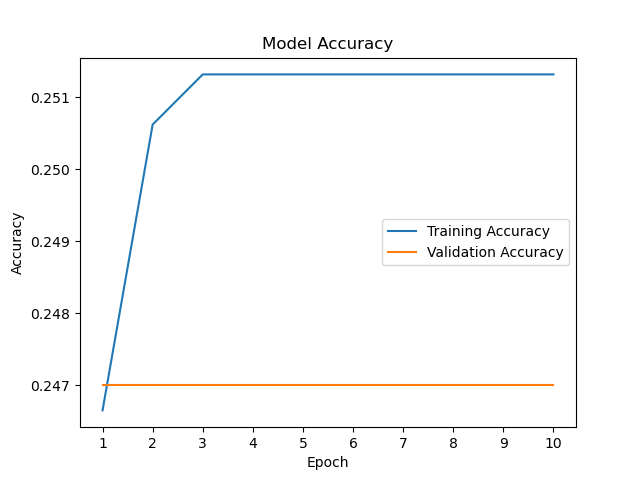 Model Accuracy
0.251
0.250
0.249
0.248
0.247
Accuracy
Training Accuracy
Validation Accuracy
1 2 3 4 5 6 7 8 9 10
Epoch